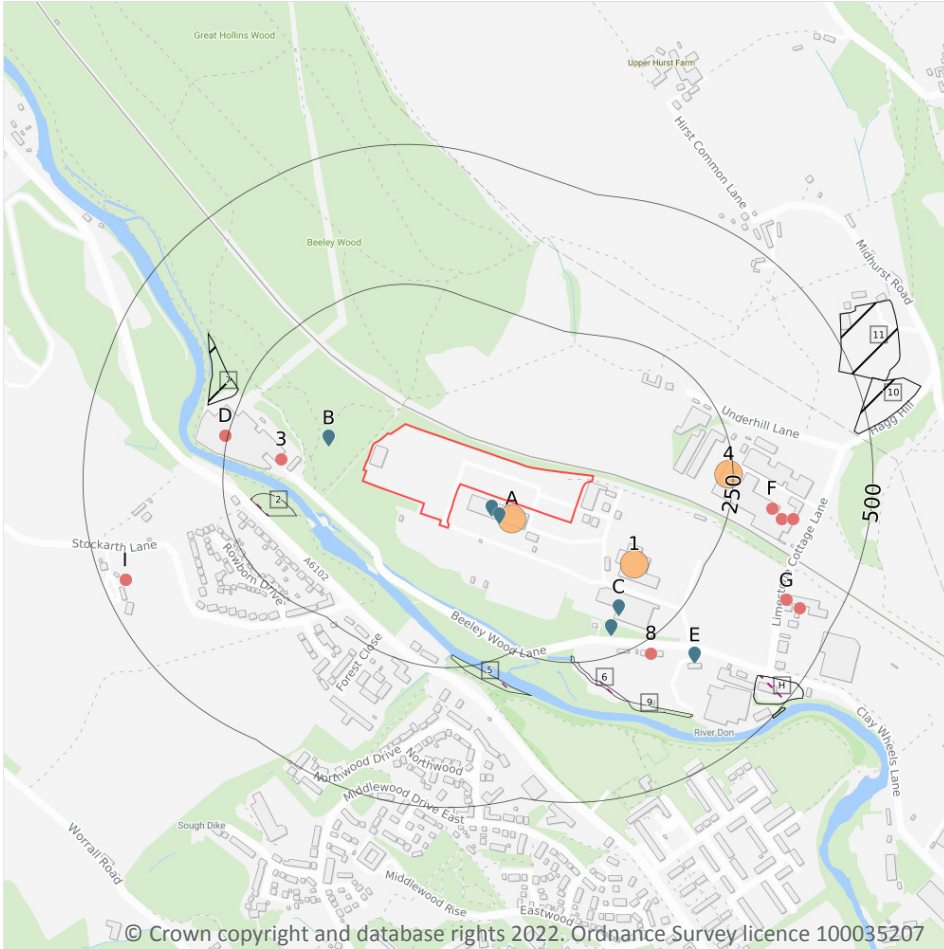 Great Hollins Wood
Upper Hurst Farm
Hirst Common Lane
Beeley Wood
Midhurst Road
11
10
Hagg Hill
7
D
3
B
Underhill Lane
4
250
F
500
2
A
Stockarth Lane
I
Rowborn Drive
A6102
1
C
Limestone Cottage Lane
G
Beeley Wood Lane
8
E
Forest Close
5
6
9
H
River Don
Clay Wheels Lane
Northwood Drive
Northwood
Middlewood Drive East
Sough Dike
Worrall Road
Middlewood Rise
Eastwood
© Crown copyright and database rights 2022. Ordnance Survey licence 100035207